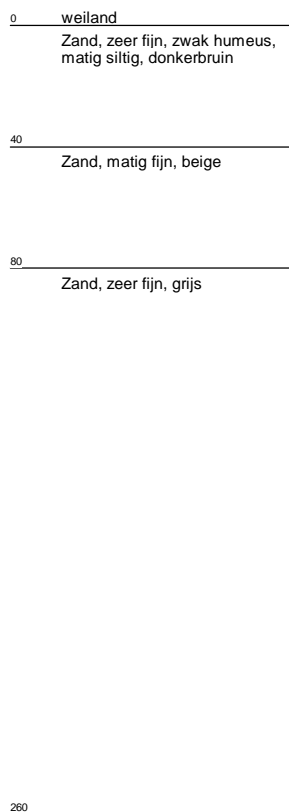 0 weiland
Zand, zeer fijn, zwak humeus,
matig siltig, donkerbruin
40
Zand, matig fijn, beige
80
Zand, zeer fijn, grijs
260